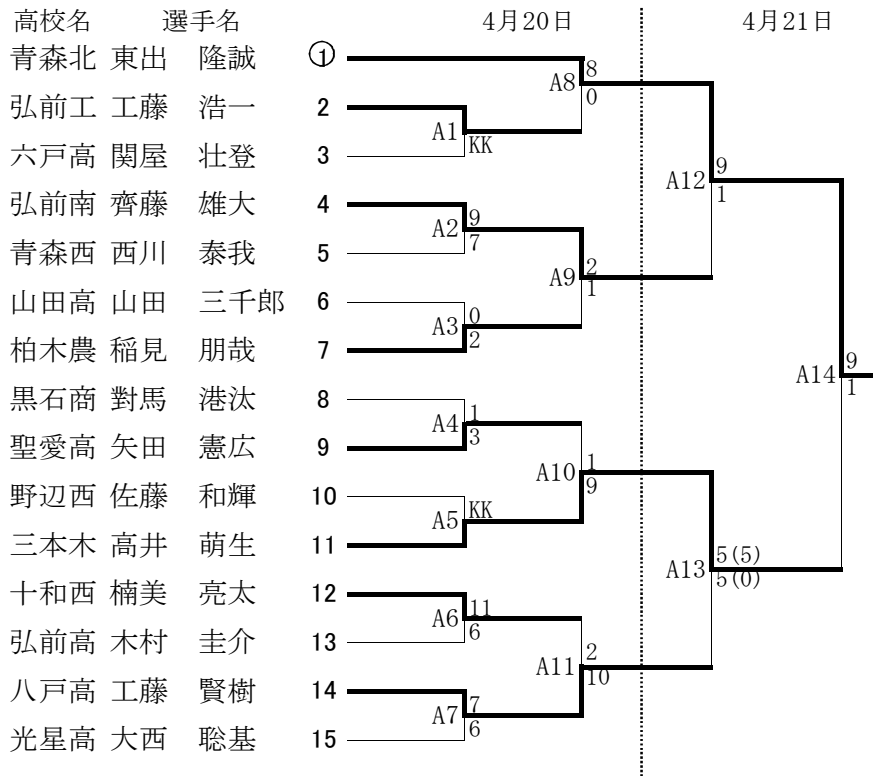 高校名 選手名 4月20日 4月21日
青森北 東出 隆誠 ①
8
A8
0
弘前工 工藤 浩一 2
A1
KK
六戸高 関屋 壮登 3
9
A12
1
弘前南 齊藤 雄大 4
9
A2
7
青森西 西川 泰我 5
2
A9
1
山田高 山田 三千郎 6
0
A3
2
柏木農 稲見 朋哉 7
9
A14
1
黒石商 對馬 港汰 8
1
A4
3
聖愛高 矢田 憲広 9
1
A10
9
野辺西 佐藤 和輝 10
KK
A5
三本木 高井 萌生 11
5(5)
A13
5(0)
十和西 楠美 亮太 12
11
A6
6
弘前高 木村 圭介 13
2
A11
10
八戸高 工藤 賢樹 14
7
A7
6
光星高 大西 聡基 15